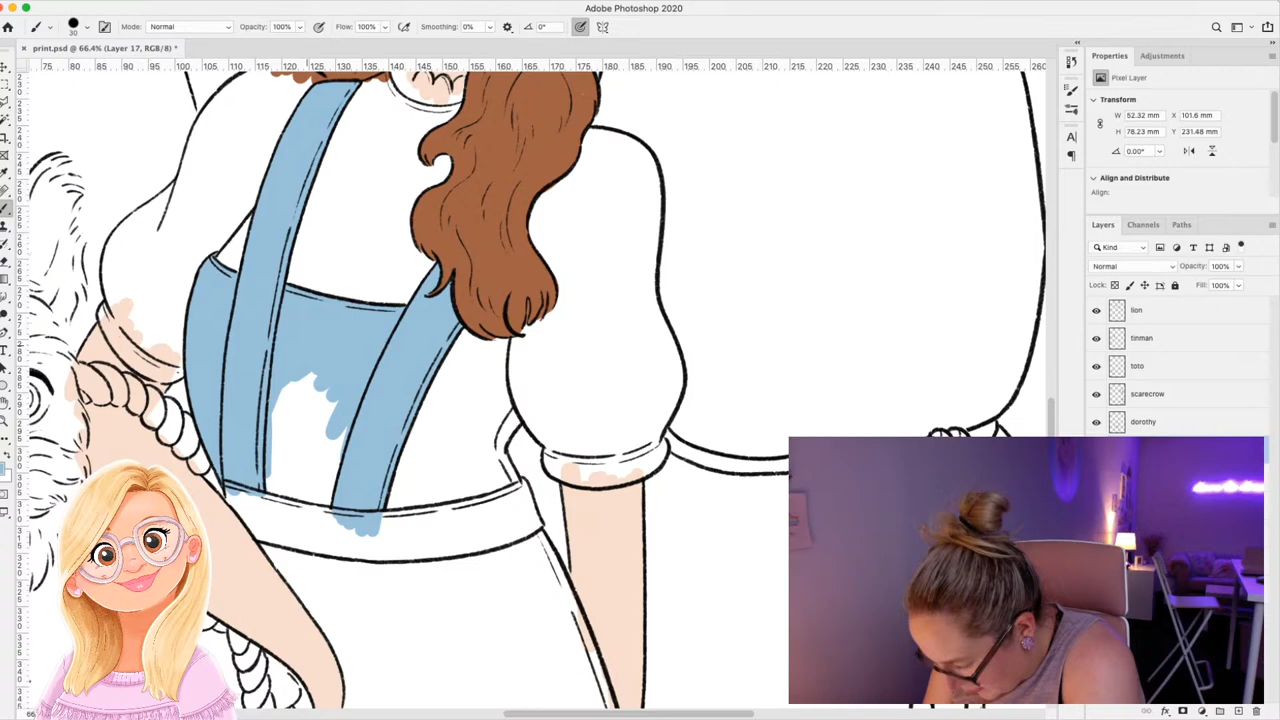 Adobe Photoshop 2020
30
Mode: Normal
Opacity: 100%
Flow: 100%
Smoothing: 0%
0°
print.psd @ 66.4% (Layer 17, RGB/8) *
75 80 85 90 95 100 105 110 115 120 125 130 135 140 145 150 155 160 165 170 175 180 185 190 195 200 205 210 215 220 225 230 235 240 245 250 255 260
Properties
Adjustments
Pixel Layer
Transform
W 52.32 mm X 101.6 mm
H 78.23 mm Y 231.48 mm
0.00°
Align and Distribute
Align:
Layers Channels Paths
Kind
Normal
Opacity: 100%
Lock:
Fill: 100%
lion
tinman
toto
scarecrow
dorothy